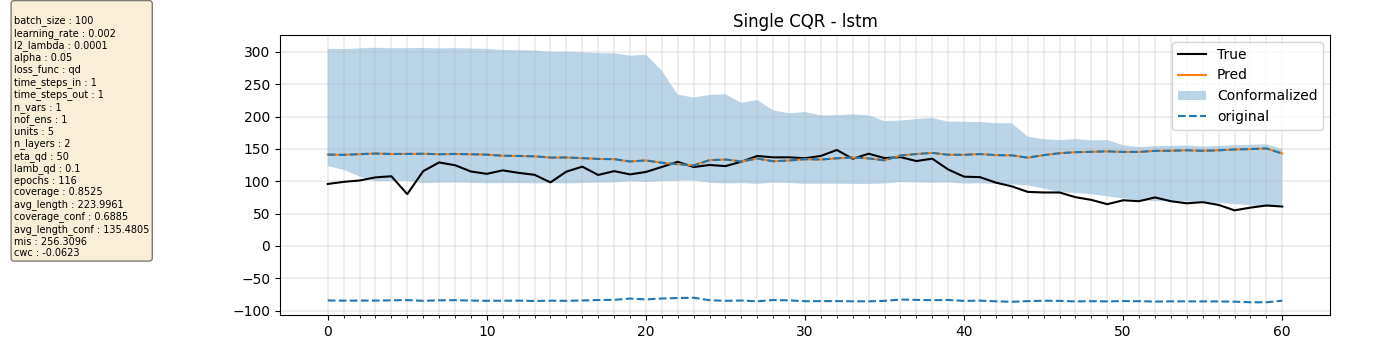 batch_size : 100
learning_rate : 0.002
l2_lambda : 0.0001
alpha : 0.05
loss_func : qd
time_steps_in : 1
time_steps_out : 1
n_vars : 1
nof_ens : 1
units : 5
n_layers : 2
eta_qd : 50
lamb_qd : 0.1
epochs : 116
coverage : 0.8525
avg_length : 223.9961
coverage_conf : 0.6885
avg_length_conf : 135.4805
mis : 256.3096
cwc : -0.0623
Single CQR - lstm
300
250
200
150
100
50
0
−50
−100
True
Pred
Conformalized
original
0 10 20 30 40 50 60